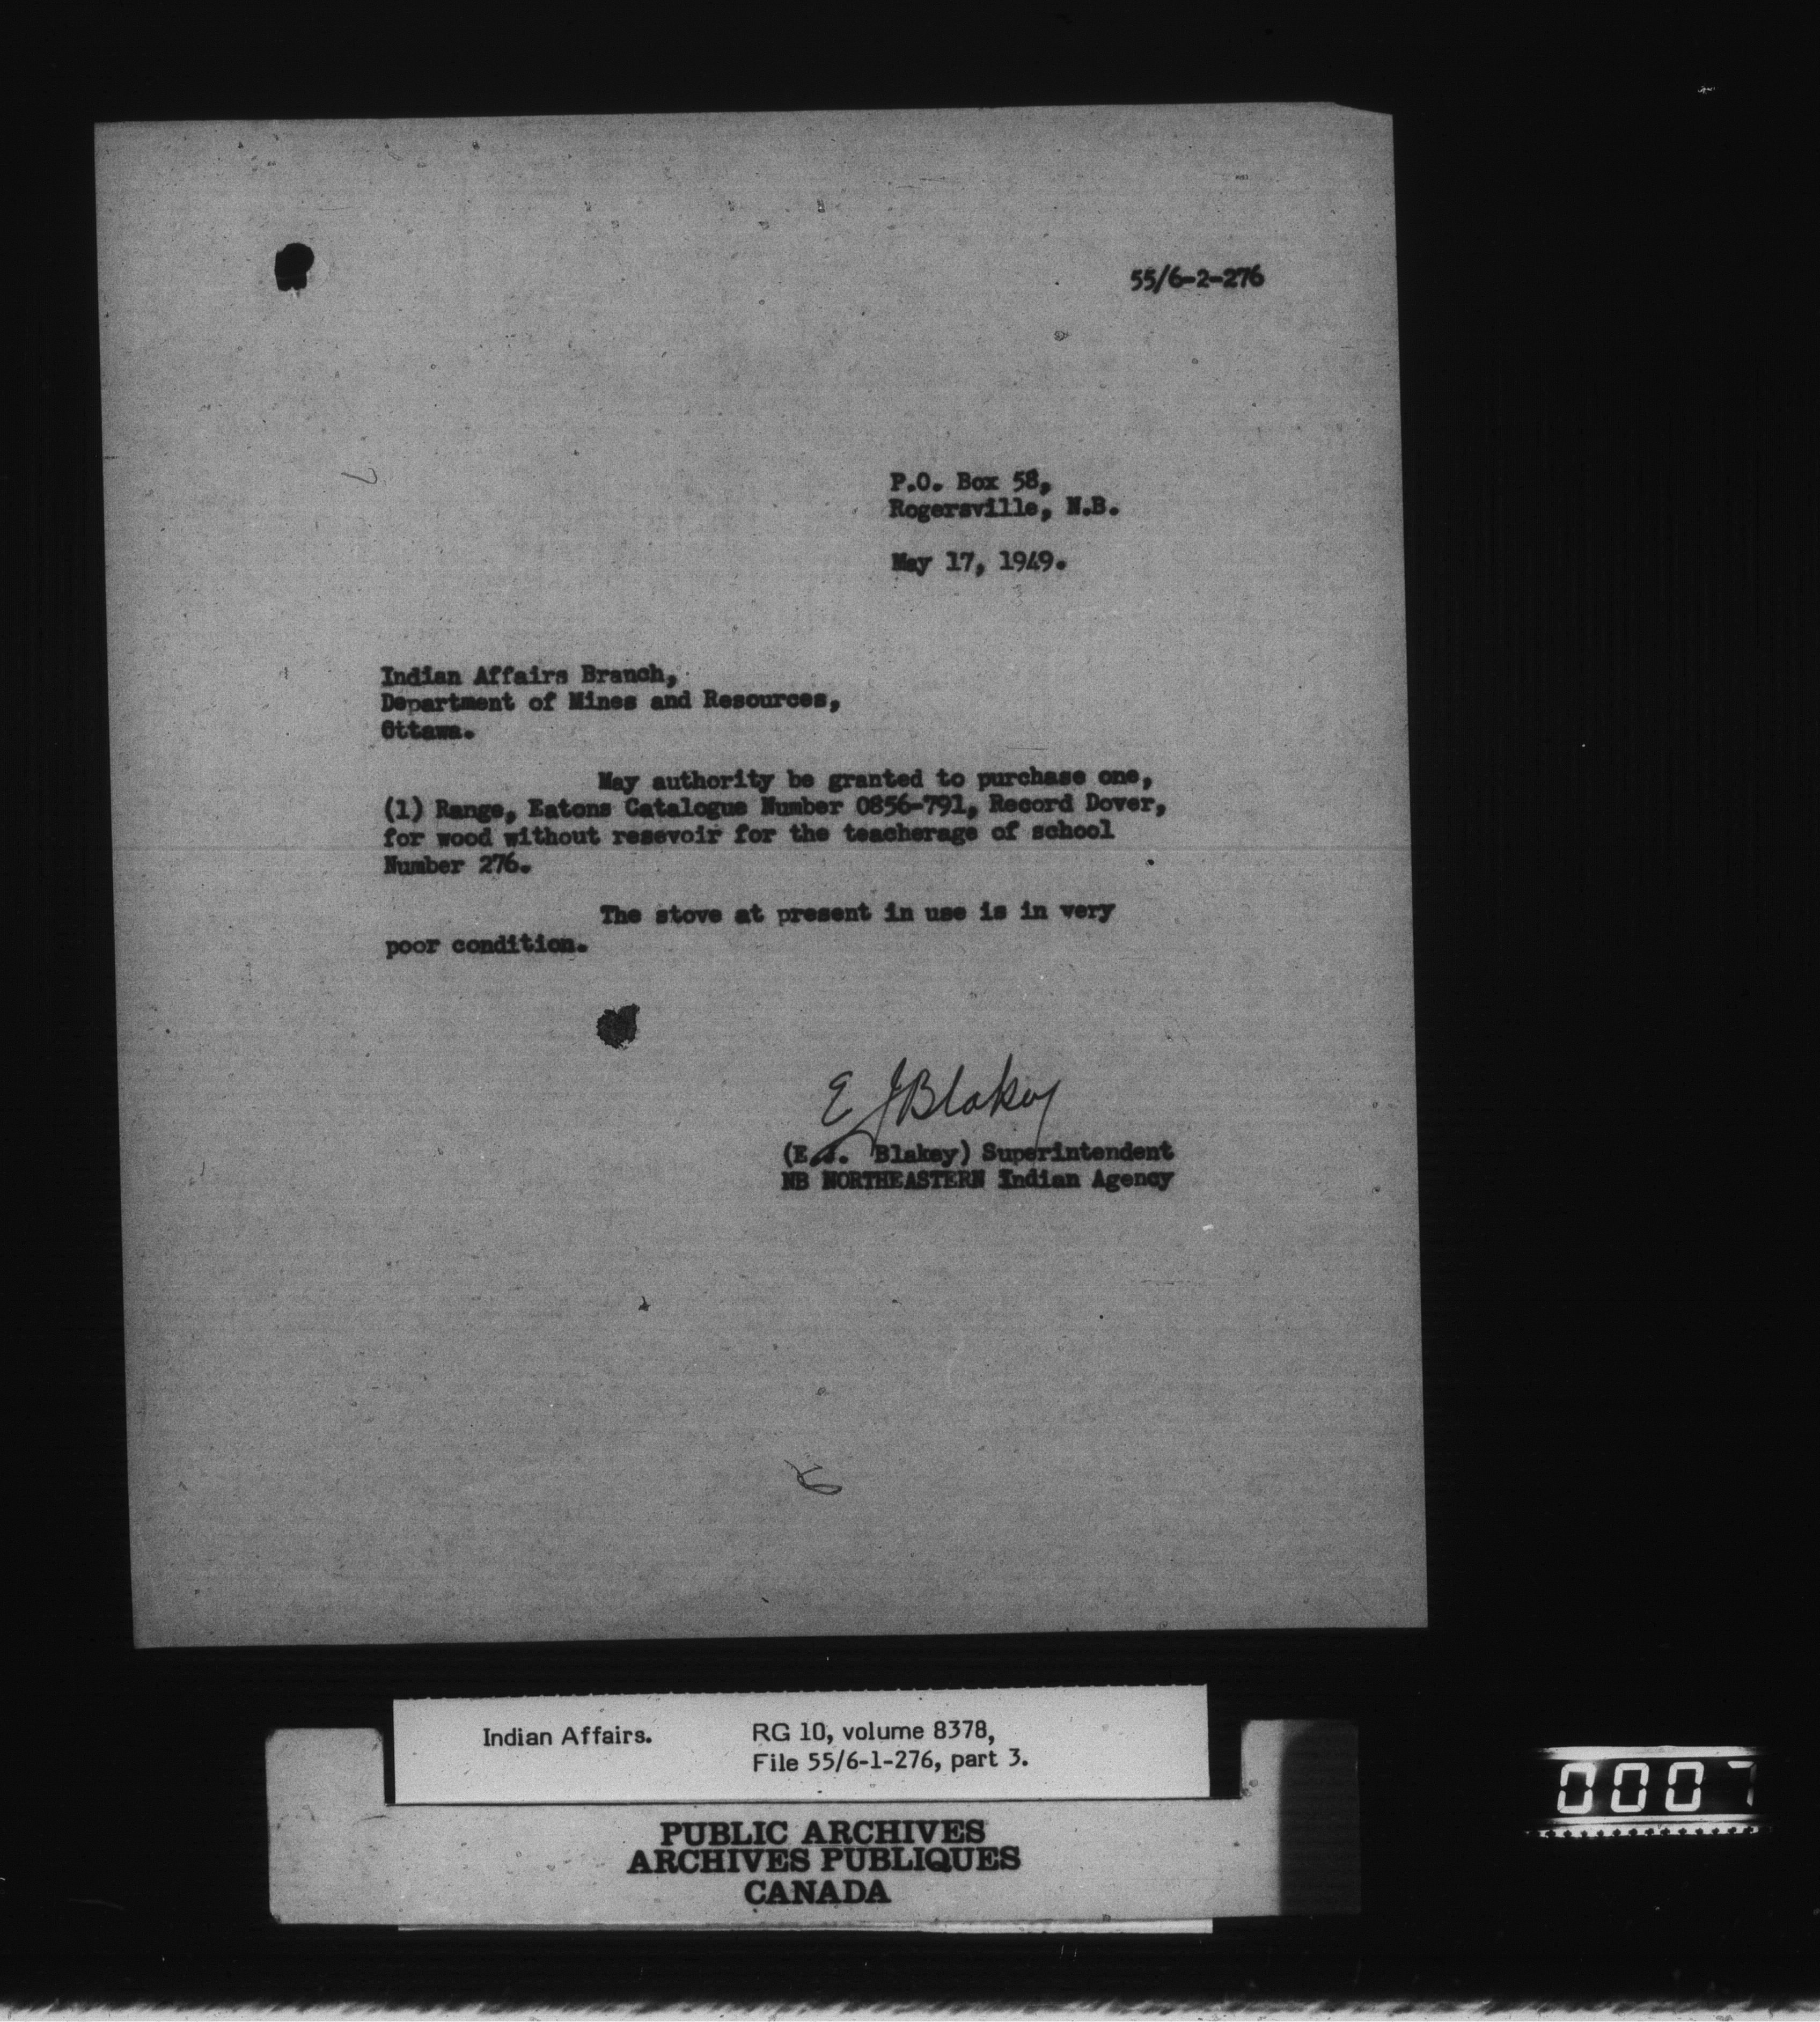 55/6-2-276
P.O. Box 58,
Rogersville, N.B.
May 17, 1949.
Indian Affairs Branch,
Department of Mines and Resources,
Ottawa.
May authority be granted to purchase one,
(1) Range, Eatons Catalogue Number 0856-791, Record Dover,
for wood without resevoir for the teacherage of school
Number 276.
The stove at present in use is in very
poor condition.
E J Blakey
(E.J. Blakey) Superintendent
NB NORTHEASTERN Indian Agency
Indian Affairs. RG 10, volume 8378,
File 55/6-1-276, part 3.
PUBLIC ARCHIVES
ARCHIVES PUBLIQUES
CANADA
0007